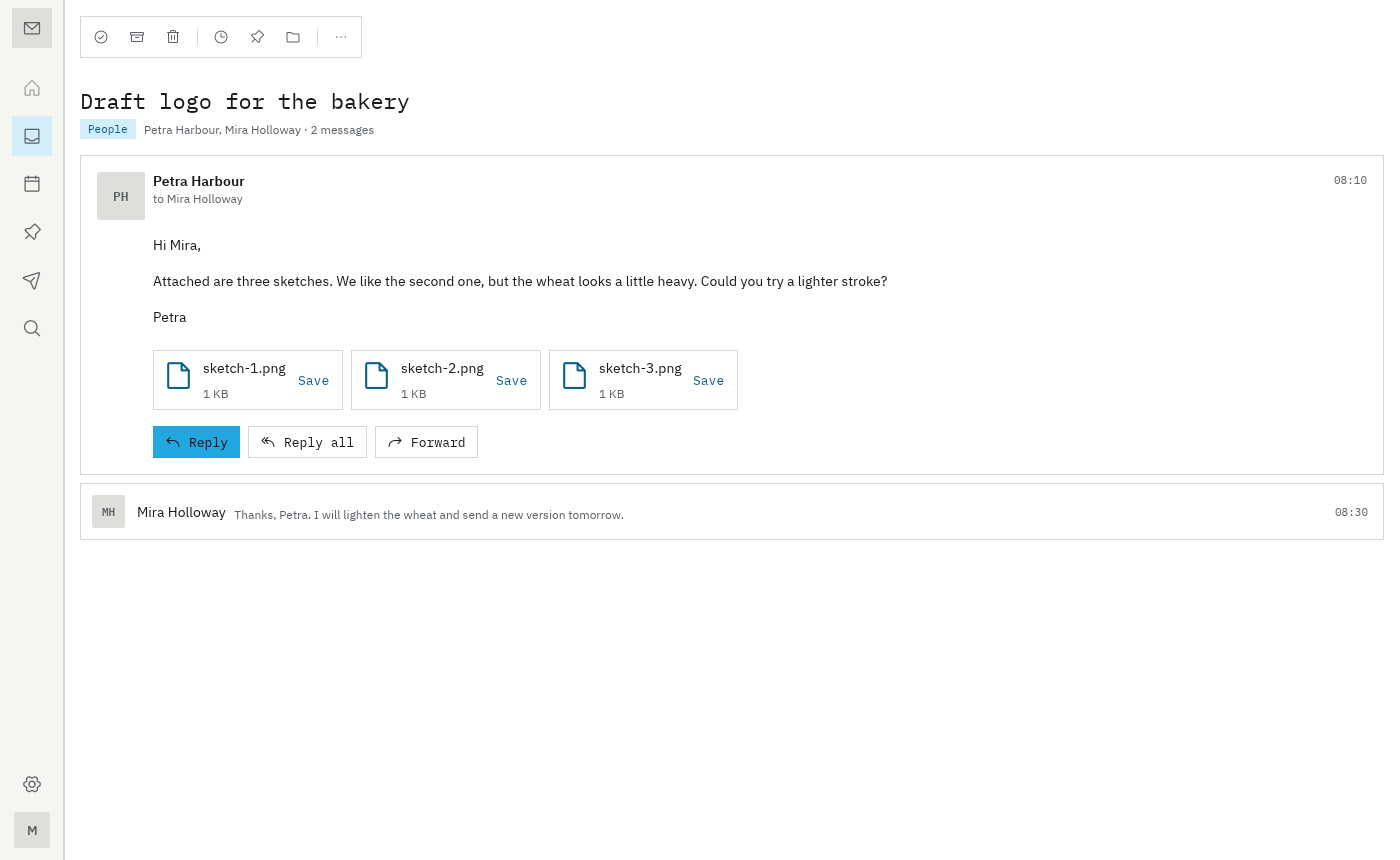 Draft logo for the bakery
People Petra Harbour, Mira Holloway · 2 messages
PH Petra Harbour 08:10
to Mira Holloway
Hi Mira,
Attached are three sketches. We like the second one, but the wheat looks a little heavy. Could you try a lighter stroke?
Petra
sketch-1.png 1 KB Save
sketch-2.png 1 KB Save
sketch-3.png 1 KB Save
Reply Reply all Forward
MH Mira Holloway Thanks, Petra. I will lighten the wheat and send a new version tomorrow. 08:30
M